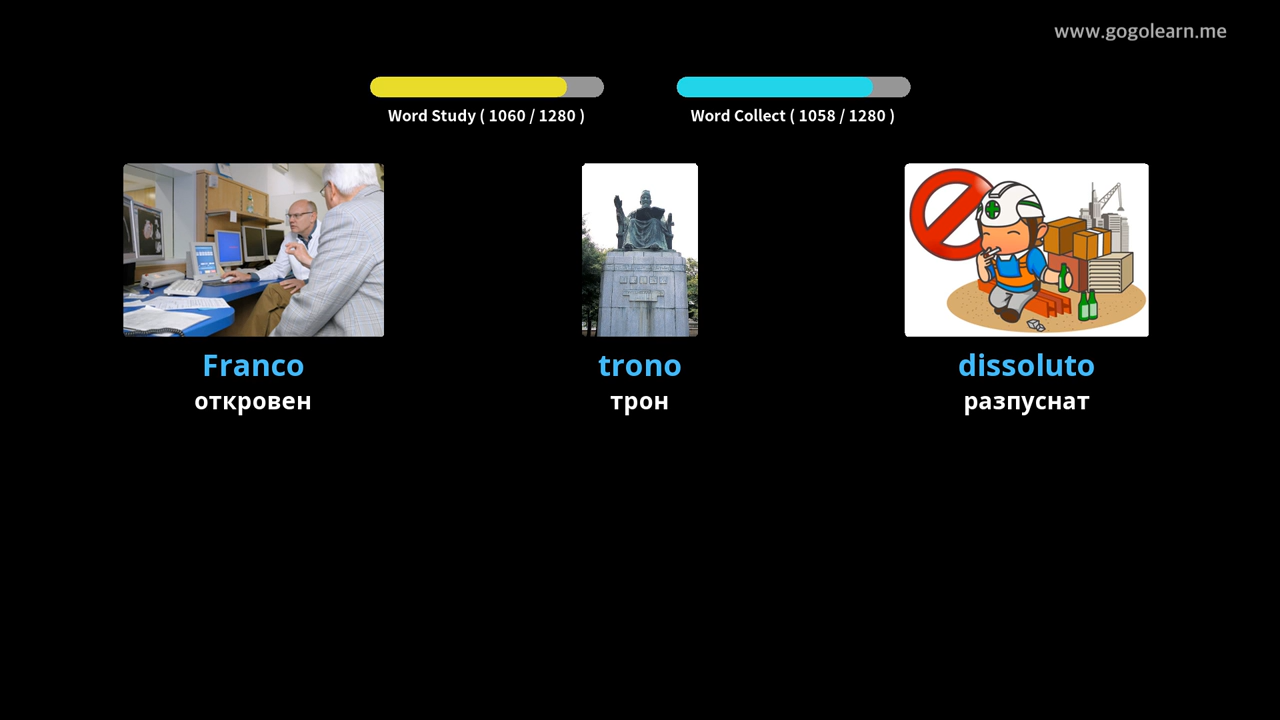 www.gogolearn.me
Word Study ( 1060 / 1280 )
Word Collect ( 1058 / 1280 )
Franco
откровен
trono
трон
dissoluto
разпуснат